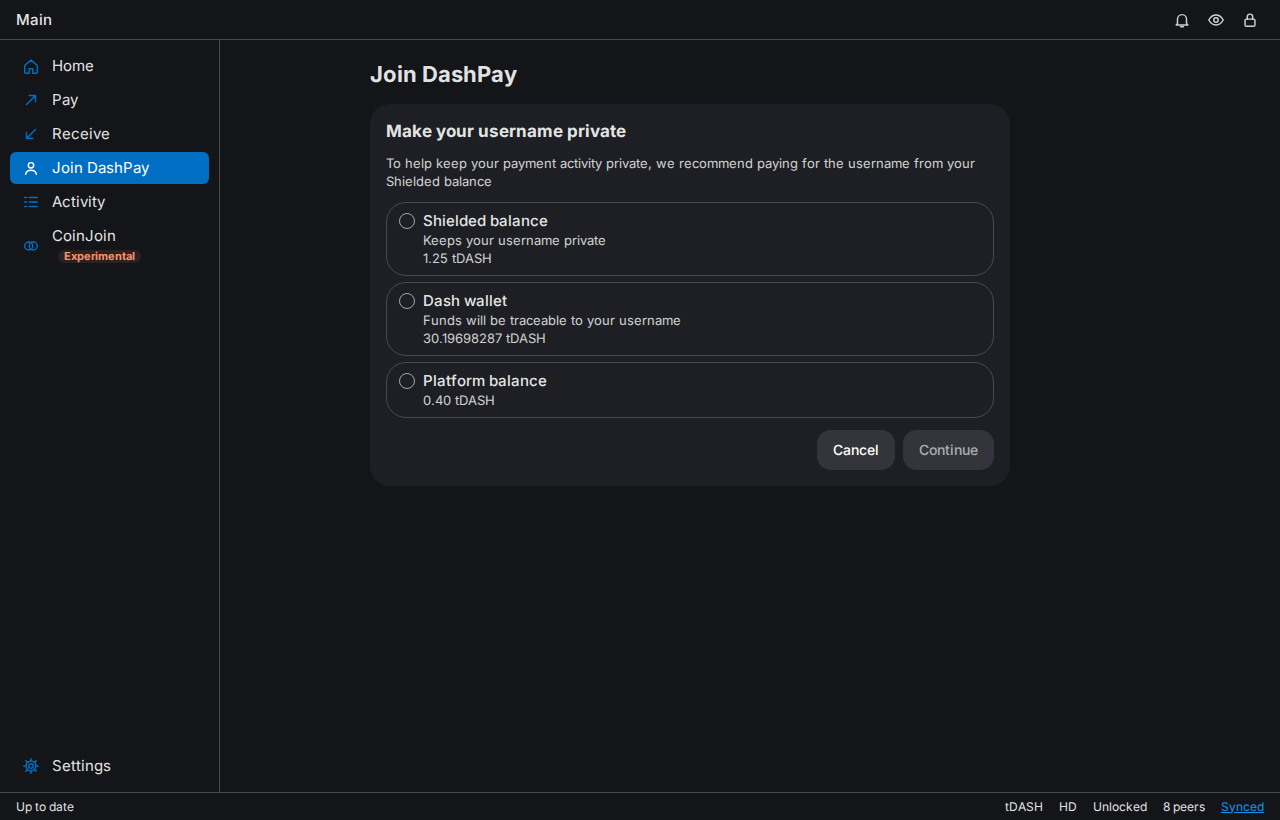 Main
Home
Pay
Receive
Join DashPay
Activity
CoinJoin
Experimental
Settings
Join DashPay
Make your username private
To help keep your payment activity private, we recommend paying for the username from your
Shielded balance
Shielded balance
Keeps your username private
1.25 tDASH
Dash wallet
Funds will be traceable to your username
30.19698287 tDASH
Platform balance
0.40 tDASH
Cancel Continue
Up to date tDASH HD Unlocked 8 peers Synced